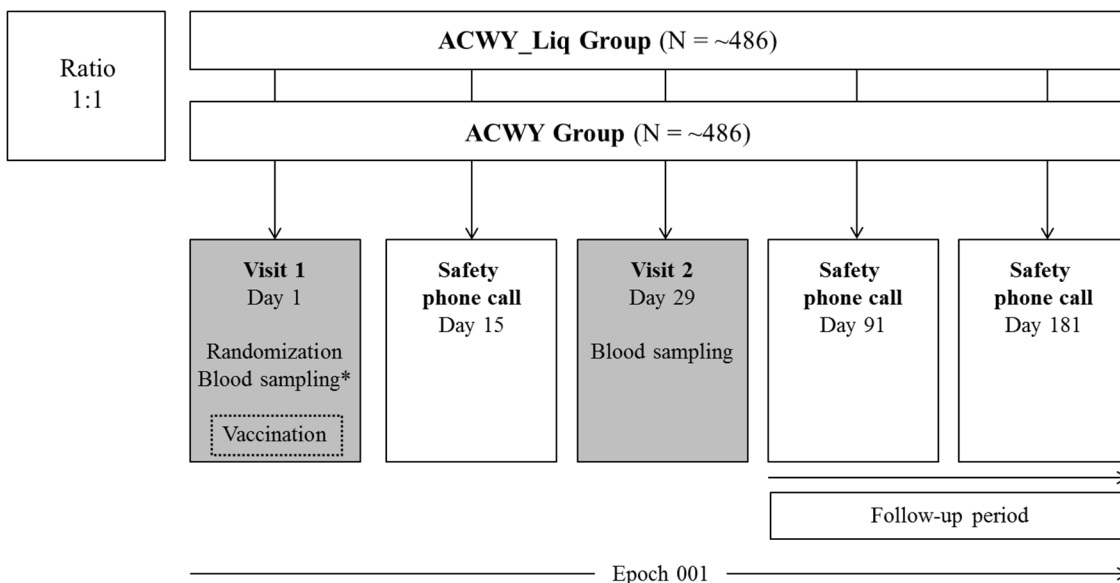 Ratio
1:1
ACWY_Liq Group (N = ~486)
ACWY Group (N = ~486)
Visit 1
Day 1
Randomization
Blood sampling*
Vaccination
Safety
phone call
Day 15
Visit 2
Day 29
Blood sampling
Safety
phone call
Day 91
Safety
phone call
Day 181
Follow-up period
Epoch 001